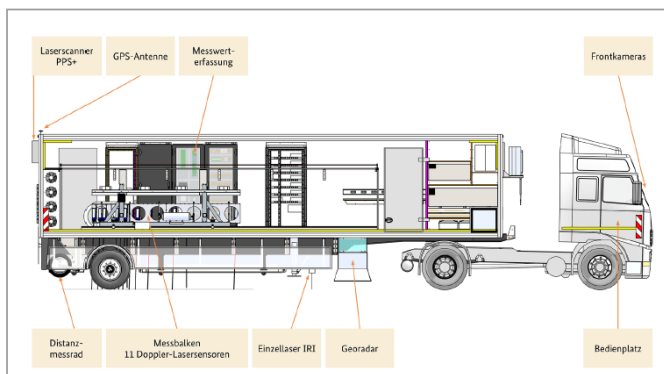 Laserscanner
PPS+
GPS-Antenne
Messwert-
erfassung
Frontkameras
Distanz-
messrad
Messbalken
11 Doppler-Lasersensoren
Einzellaser IRI
Georadar
Bedienplatz